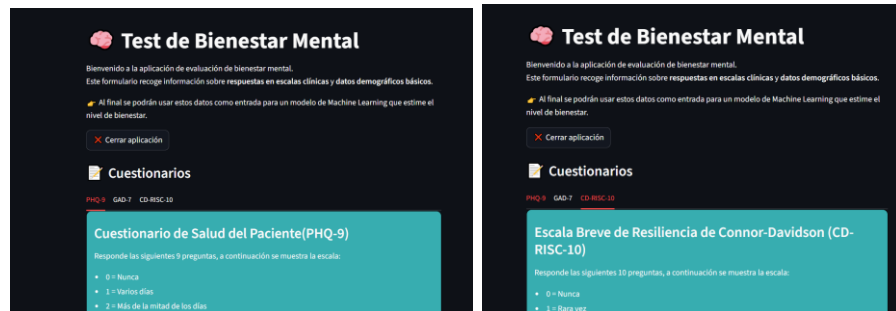 🧠 Test de Bienestar Mental
Bienvenido a la aplicación de evaluación de bienestar mental.
Este formulario recoge información sobre respuestas en escalas clínicas y datos demográficos básicos.
👉 Al final se podrán usar estos datos como entrada para un modelo de Machine Learning que estime el
nivel de bienestar.
❌ Cerrar aplicación
📝 Cuestionarios
PHQ-9 GAD-7 CD-RISC-10
Cuestionario de Salud del Paciente(PHQ-9)
Responde las siguientes 9 preguntas, a continuación se muestra la escala:
• 0 = Nunca
• 1 = Varios días
• 2 = Más de la mitad de los días
🧠 Test de Bienestar Mental
Bienvenido a la aplicación de evaluación de bienestar mental.
Este formulario recoge información sobre respuestas en escalas clínicas y datos demográficos básicos.
👉 Al final se podrán usar estos datos como entrada para un modelo de Machine Learning que estime el
nivel de bienestar.
❌ Cerrar aplicación
📝 Cuestionarios
PHQ-9 GAD-7 CD-RISC-10
Escala Breve de Resiliencia de Connor-Davidson (CD-
RISC-10)
Responde las siguientes 10 preguntas, a continuación se muestra la escala:
• 0 = Nunca
• 1 = Rara vez